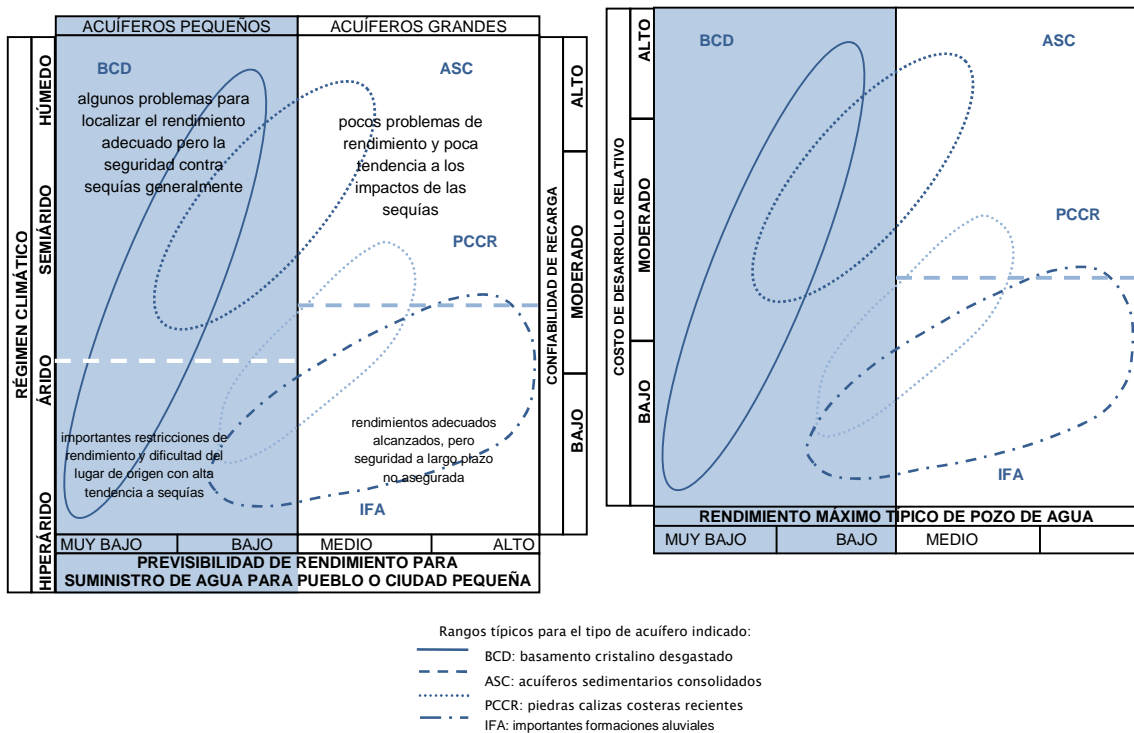 ACUÍFEROS PEQUEÑOS
ACUÍFEROS GRANDES
RÉGIMEN CLIMÁTICO
HÚMEDO
SEMIÁRIDO
ÁRIDO
HIPERÁRIDO
BCD
algunos problemas para
localizar el rendimiento
adecuado pero la
seguridad contra
sequías generalmente
ASC
pocos problemas de
rendimiento y poca
tendencia a los
impactos de las
sequías
PCCR
importantes restricciones de
rendimiento y dificultad del
lugar de origen con alta
tendencia a sequías
rendimientos adecuados
alcanzados, pero
seguridad a largo plazo
no asegurada
IFA
CONFIABILIDAD DE RECARGA
ALTO
MODERADO
BAJO
MUY BAJO
BAJO
MEDIO
ALTO
PREVISIBILIDAD DE RENDIMIENTO PARA
SUMINISTRO DE AGUA PARA PUEBLO O CIUDAD PEQUEÑA
COSTO DE DESARROLLO RELATIVO
ALTO
MODERADO
BAJO
BCD
ASC
PCCR
IFA
RENDIMIENTO MÁXIMO TÍPICO DE POZO DE AGUA
MUY BAJO
BAJO
MEDIO
Rangos típicos para el tipo de acuífero indicado:
BCD: basamento cristalino desgastado
ASC: acuíferos sedimentarios consolidados
PCCR: piedras calizas costeras recientes
IFA: importantes formaciones aluviales